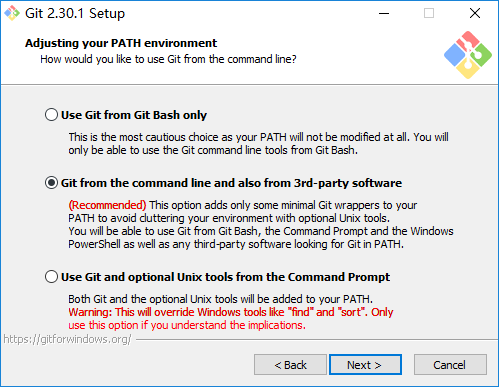 Git 2.30.1 Setup
Adjusting your PATH environment
How would you like to use Git from the command line?
Use Git from Git Bash only
This is the most cautious choice as your PATH will not be modified at all. You will
only be able to use the Git command line tools from Git Bash.
Git from the command line and also from 3rd-party software
(Recommended) This option adds only some minimal Git wrappers to your
PATH to avoid cluttering your environment with optional Unix tools.
You will be able to use Git from Git Bash, the Command Prompt and the Windows
PowerShell as well as any third-party software looking for Git in PATH.
Use Git and optional Unix tools from the Command Prompt
Both Git and the optional Unix tools will be added to your PATH.
Warning: This will override Windows tools like "find" and "sort". Only
use this option if you understand the implications.
https://gitforwindows.org/
< Back
Next >
Cancel